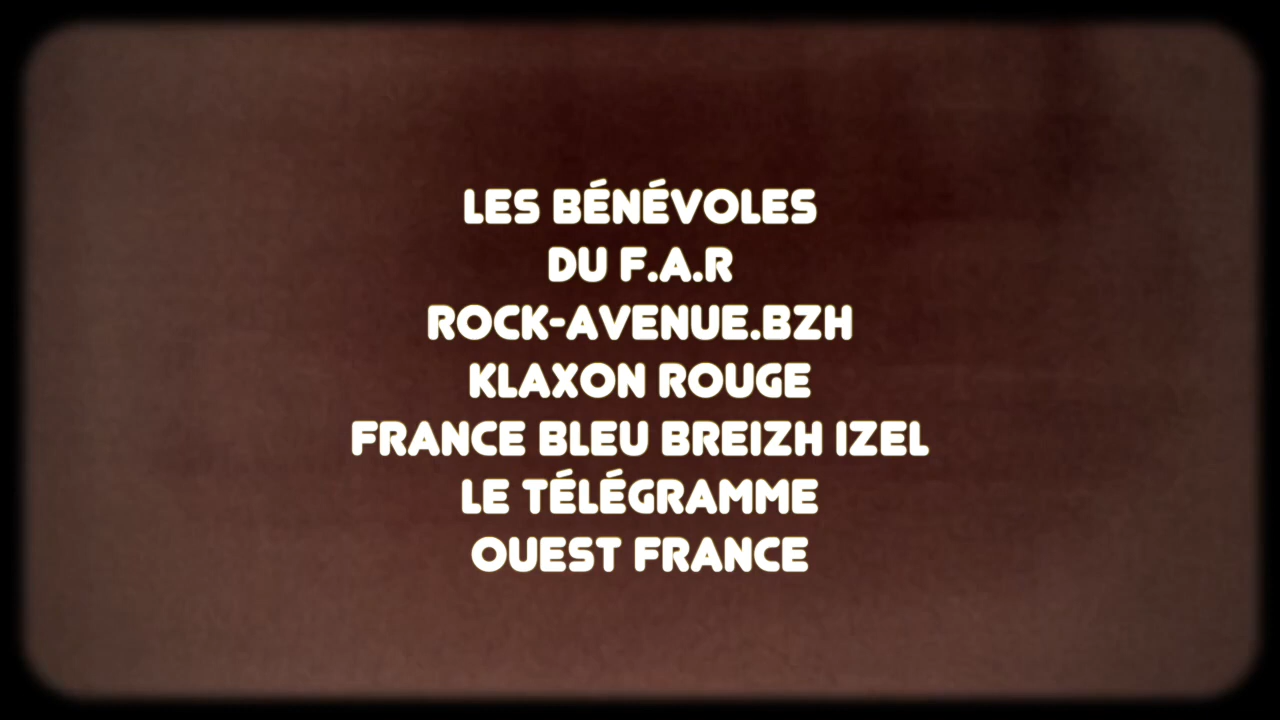 LES BÉNÉVOLES
DU F.A.R
ROCK-AVENUE.BZH
KLAXON ROUGE
FRANCE BLEU BREIZH IZEL
LE TÉLÉGRAMME
OUEST FRANCE